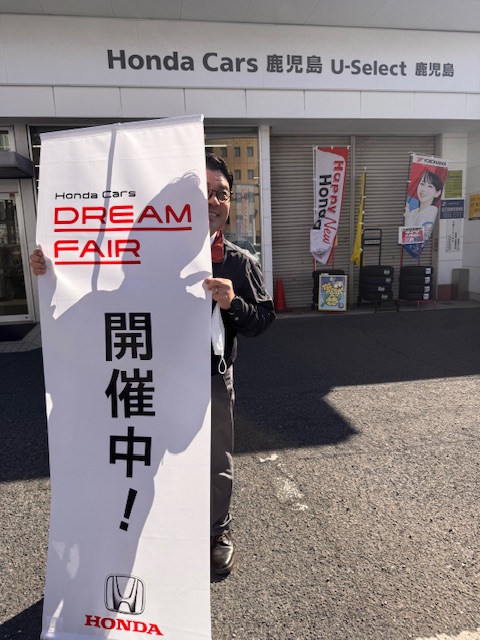 Honda Cars 鹿児島 U-Select 鹿児島
Honda Cars
DREAM
FAIR
開催中!
HONDA
Happy New
Honda
YOKOHAMA